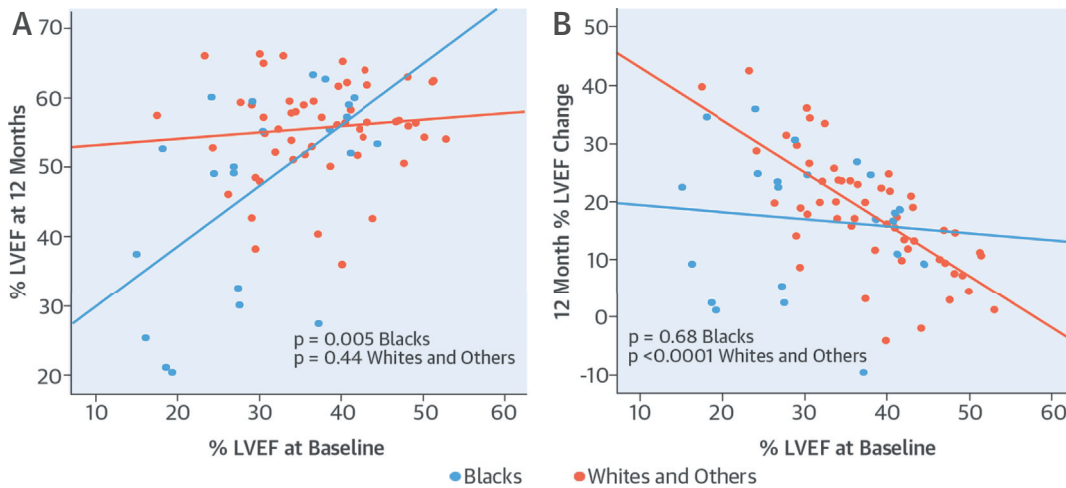 A
% LVEF at 12 Months
70
60
50
40
30
20
p = 0.005 Blacks
p = 0.44 Whites and Others
10 20 30 40 50 60
% LVEF at Baseline
B
12 Month % LVEF Change
50
40
30
20
10
0
-10
p = 0.68 Blacks
p <0.0001 Whites and Others
10 20 30 40 50 60
% LVEF at Baseline
Blacks Whites and Others